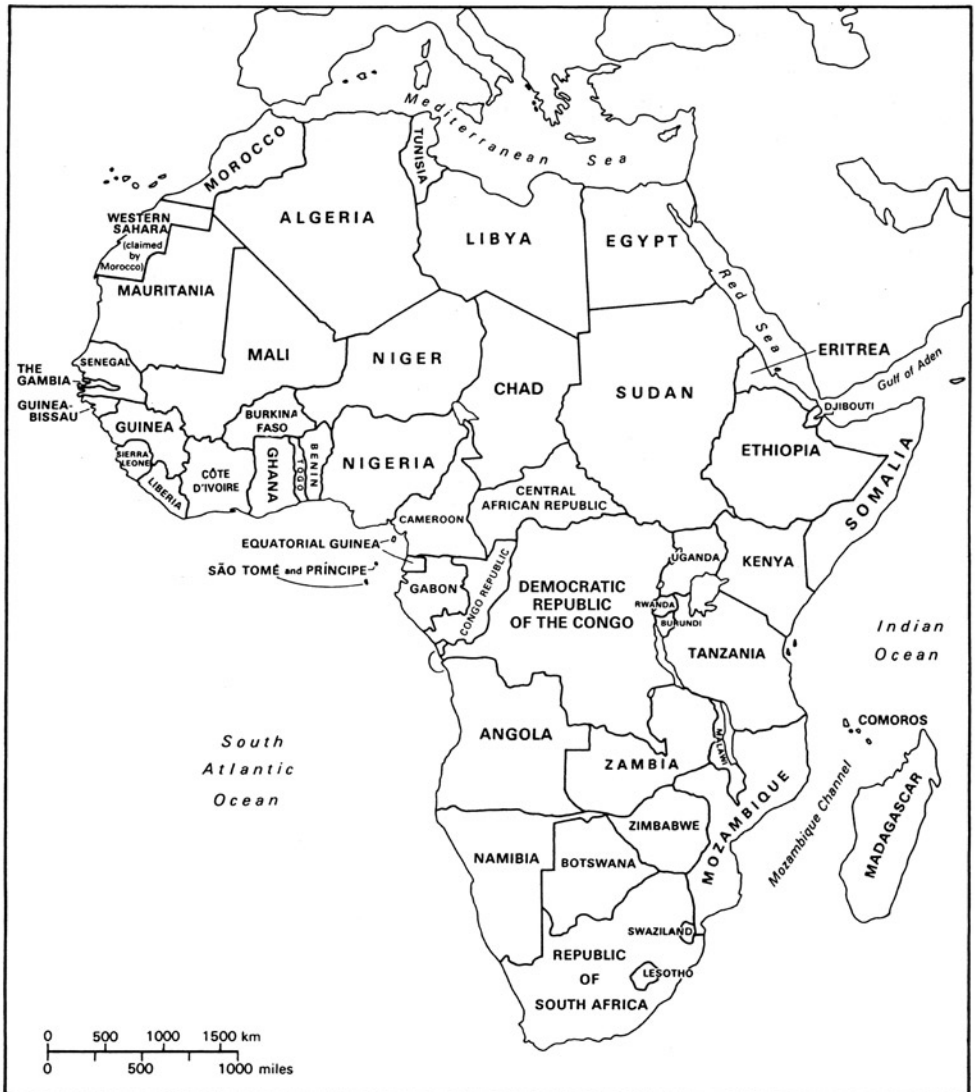 Mediterranean Sea
MOROCCO
TUNISIA
ALGERIA
LIBYA
EGYPT
WESTERN
SAHARA
(claimed
by
Morocco)
MAURITANIA
MALI
NIGER
CHAD
SUDAN
Red Sea
ERITREA
Gulf of Aden
DJIBOUTI
SENEGAL
THE
GAMBIA
GUINEA-
BISSAU
GUINEA
SIERRA
LEONE
LIBERIA
CÔTE
D'IVOIRE
BURKINA
FASO
GHANA
TOGO
BENIN
NIGERIA
ETHIOPIA
SOMALIA
CAMEROON
CENTRAL
AFRICAN REPUBLIC
EQUATORIAL GUINEA
SÃO TOMÉ and PRÍNCIPE
GABON
CONGO REPUBLIC
DEMOCRATIC
REPUBLIC
OF THE CONGO
UGANDA
KENYA
RWANDA
BURUNDI
TANZANIA
Indian
Ocean
COMOROS
South
Atlantic
Ocean
ANGOLA
ZAMBIA
MALAWI
MOZAMBIQUE
Mozambique Channel
MADAGASCAR
ZIMBABWE
NAMIBIA
BOTSWANA
SWAZILAND
LESOTHO
REPUBLIC
OF
SOUTH AFRICA
0 500 1000 1500 km
0 500 1000 miles